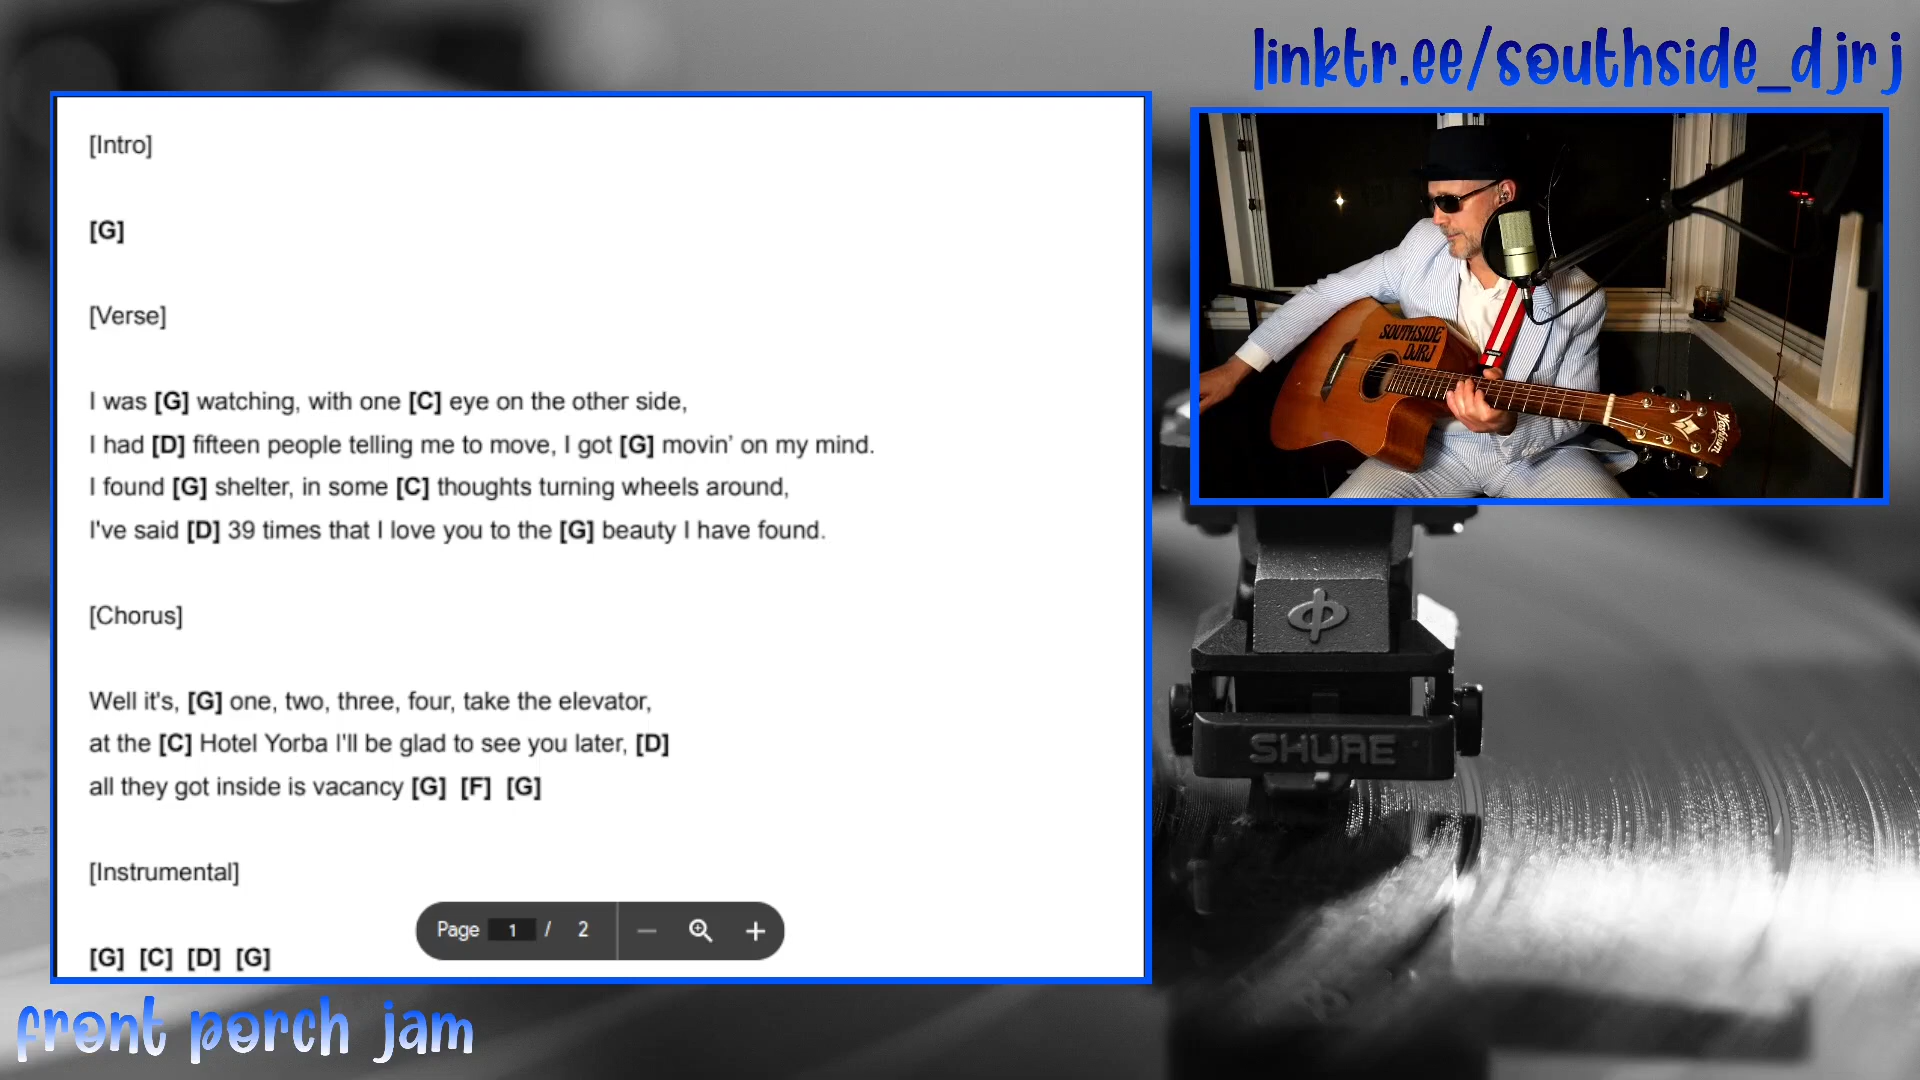 linktr.ee/southside_djrj
[Intro]
[G]
[Verse]
I was [G] watching, with one [C] eye on the other side,
I had [D] fifteen people telling me to move, I got [G] movin’ on my mind.
I found [G] shelter, in some [C] thoughts turning wheels around,
I've said [D] 39 times that I love you to the [G] beauty I have found.
[Chorus]
Well it's, [G] one, two, three, four, take the elevator,
at the [C] Hotel Yorba I'll be glad to see you later, [D]
all they got inside is vacancy [G] [F] [G]
[Instrumental]
[G] [C] [D] [G]
Page 1 / 2
SOUTHSIDE
DJRJ
Washburn
SHURE
front porch jam